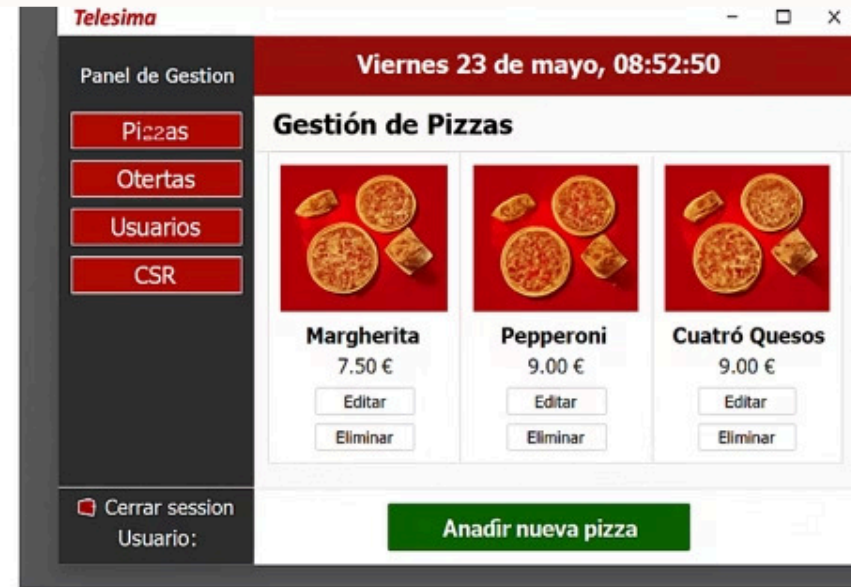 Telesima
Panel de Gestion
Viernes 23 de mayo, 08:52:50
Pizzas
Otertas
Usuarios
CSR
Gestión de Pizzas
Margherita
7.50 €
Editar
Eliminar
Pepperoni
9.00 €
Editar
Eliminar
Cuatró Quesos
9.00 €
Editar
Eliminar
Cerrar session
Usuario:
Anadir nueva pizza